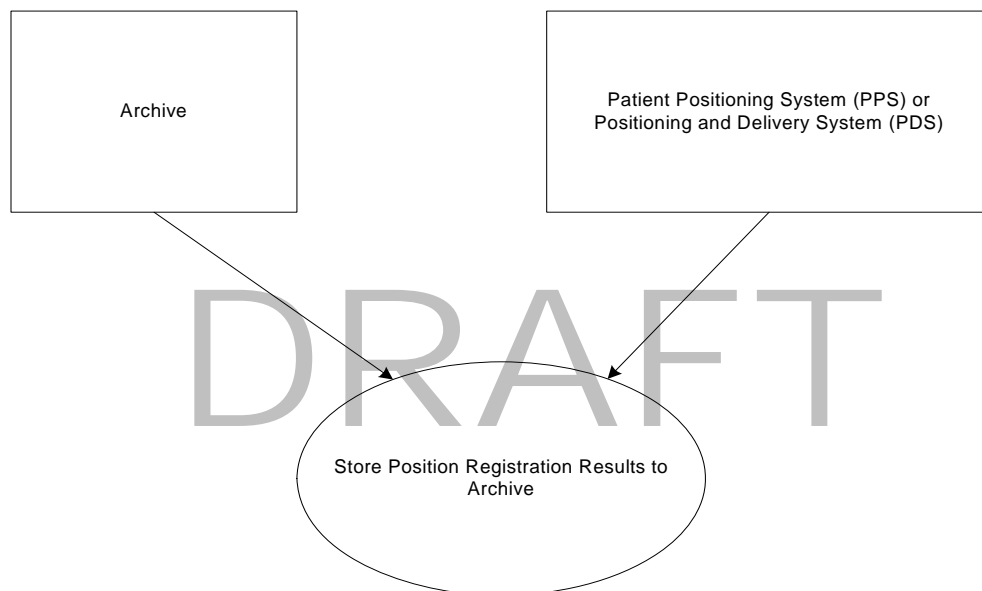 Archive
Patient Positioning System (PPS) or
Positioning and Delivery System (PDS)
DRAFT
Store Position Registration Results to
Archive